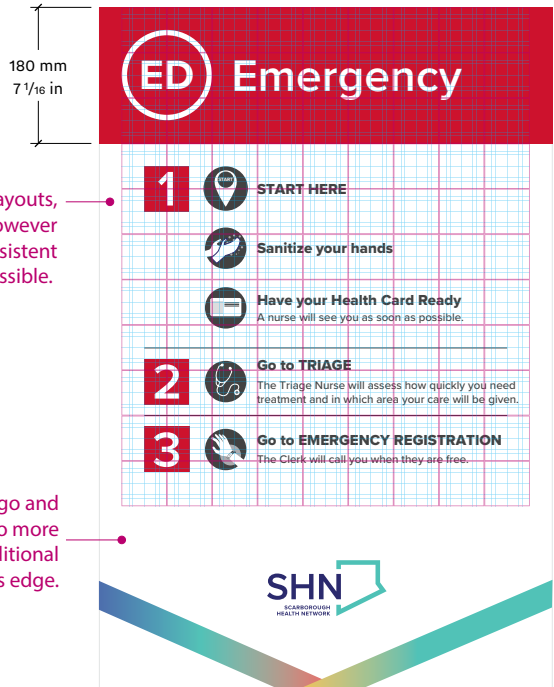 180 mm
7 1/16 in
ED Emergency
ayouts,
owever
sistent
ssible.
1
START
START HERE
Sanitize your hands
Have your Health Card Ready
A nurse will see you as soon as possible.
2
Go to TRIAGE
The Triage Nurse will assess how quickly you need
treatment and in which area your care will be given.
3
Go to EMERGENCY REGISTRATION
The Clerk will call you when they are free.
go and
o more
ditional
s edge.
SHN
SCARBOROUGH
HEALTH NETWORK